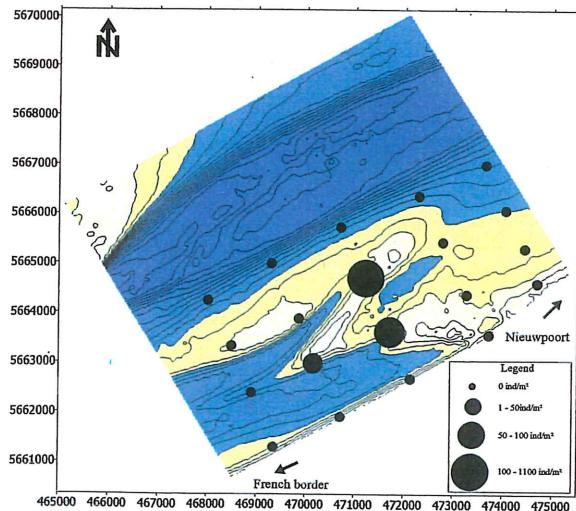 5670000
N
5669000
5668000
5667000
5666000
5665000
5664000
5663000
5662000
5661000
Nieuwpoort
French border
Legend
0 ind/m²
1 - 50ind/m²
50 - 100 ind/m²
100 - 1100 ind/m²
465000 466000 467000 468000 469000 470000 471000 472000 473000 474000 475000